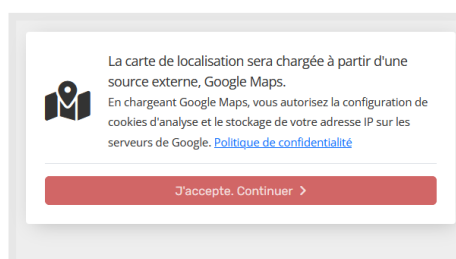 La carte de localisation sera chargée à partir d'une
source externe, Google Maps.
En chargeant Google Maps, vous autorisez la configuration de
cookies d'analyse et le stockage de votre adresse IP sur les
serveurs de Google. Politique de confidentialité
J'accepte. Continuer